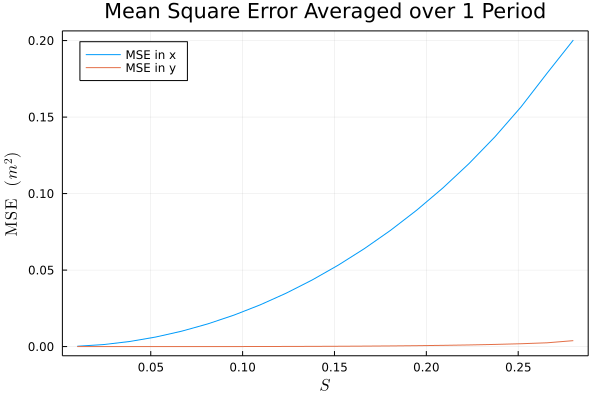 Mean Square Error Averaged over 1 Period
0.20
MSE in x
MSE in y
0.15
MSE (m²)
0.10
0.05
0.00
0.05 0.10 0.15 0.20 0.25
S